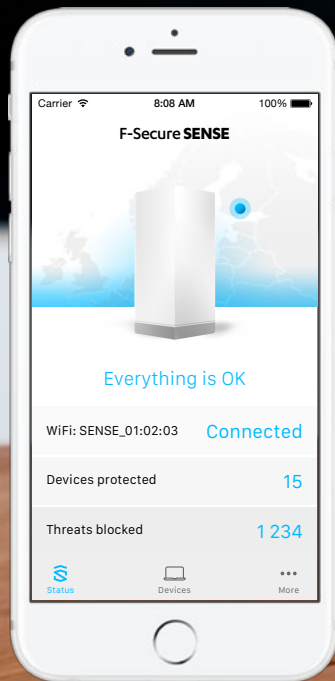 Carrier 8:08 AM 100%
F-Secure SENSE
Everything is OK
WiFi: SENSE_01:02:03 Connected
Devices protected 15
Threats blocked 1 234
Status Devices More